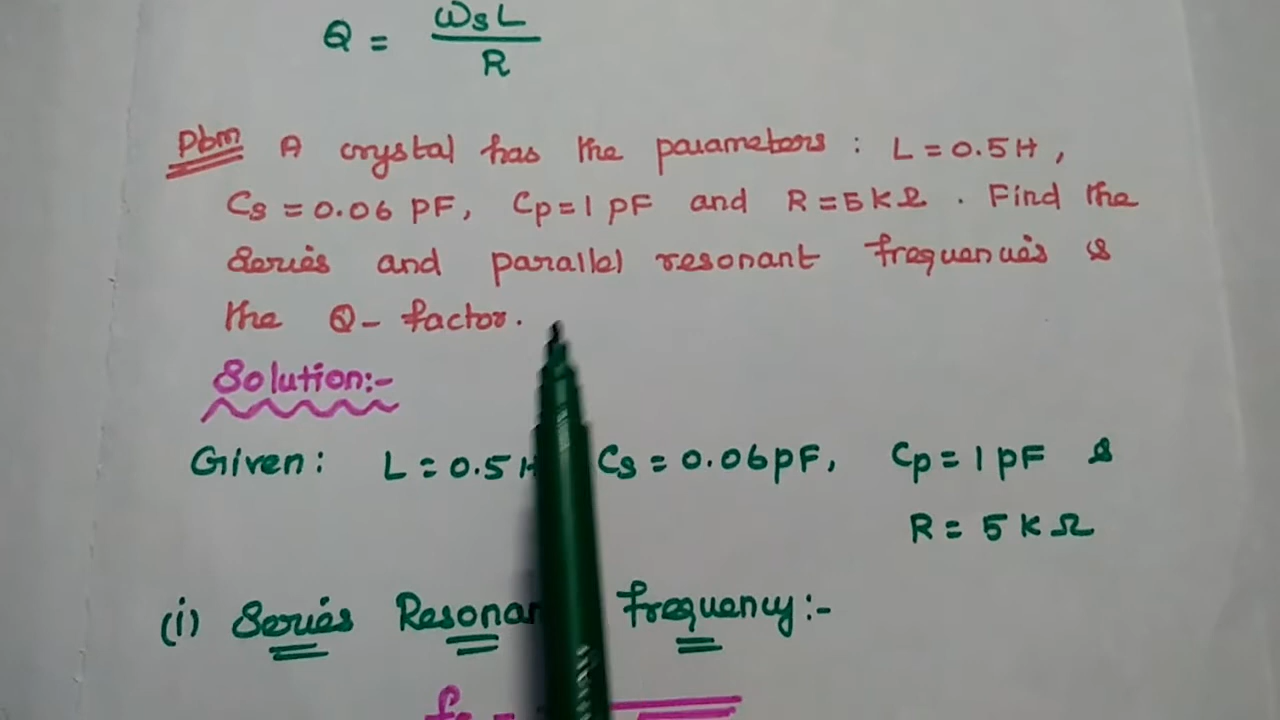 Q = ωsL / R
Pbm A crystal has the parameters : L = 0.5H,
Cs = 0.06 pF, Cp = 1 pF and R = 5KΩ. Find the
series and parallel resonant frequencies &
the Q-factor.
Solution:-
Given: L = 0.5H Cs = 0.06pF, Cp = 1pF &
R = 5 KΩ
(i) Series Resonan frequency:-